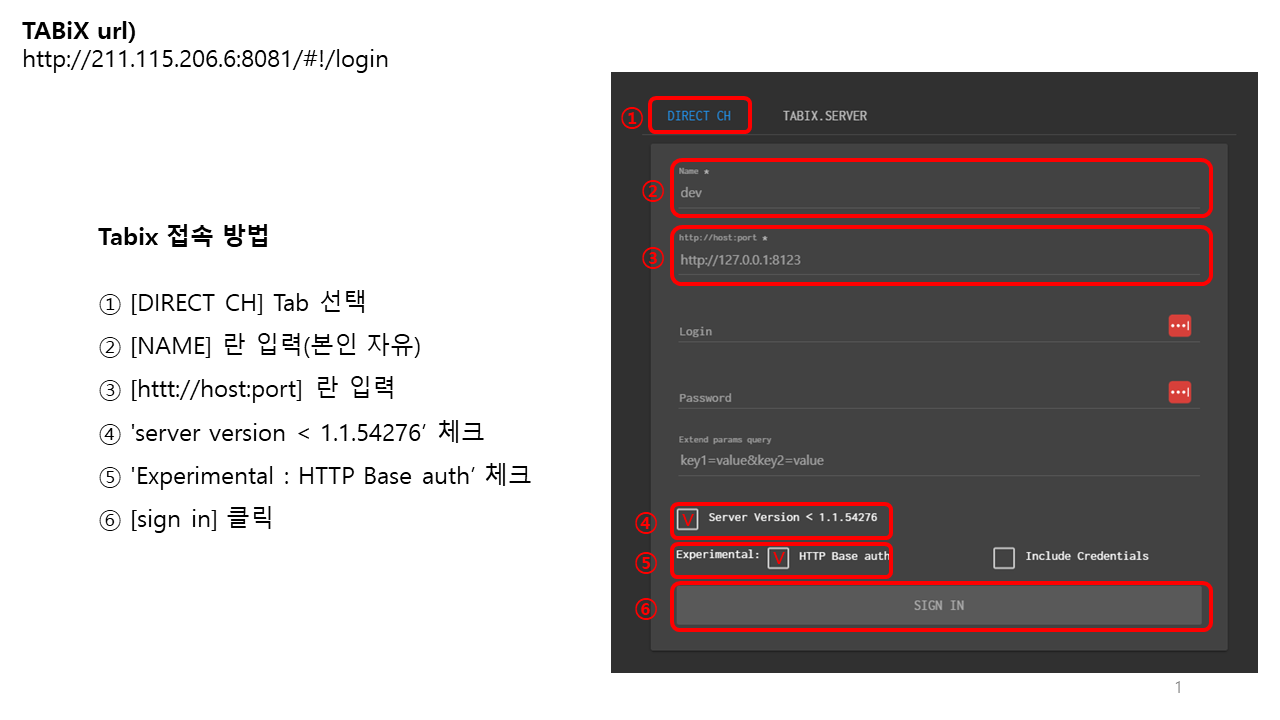 TABiX url)
http://211.115.206.6:8081/#!/login
Tabix 접속 방법
① [DIRECT CH] Tab 선택
② [NAME] 란 입력(본인 자유)
③ [httt://host:port] 란 입력
④ 'server version < 1.1.54276’ 체크
⑤ 'Experimental : HTTP Base auth’ 체크
⑥ [sign in] 클릭
① DIRECT CH TABIX.SERVER
Name *
② dev
http://host:port *
③ http://127.0.0.1:8123
Login
Password
Extend params query
key1=value&key2=value
④ V Server Version < 1.1.54276
⑤ Experimental: V HTTP Base auth Include Credentials
⑥ SIGN IN
1